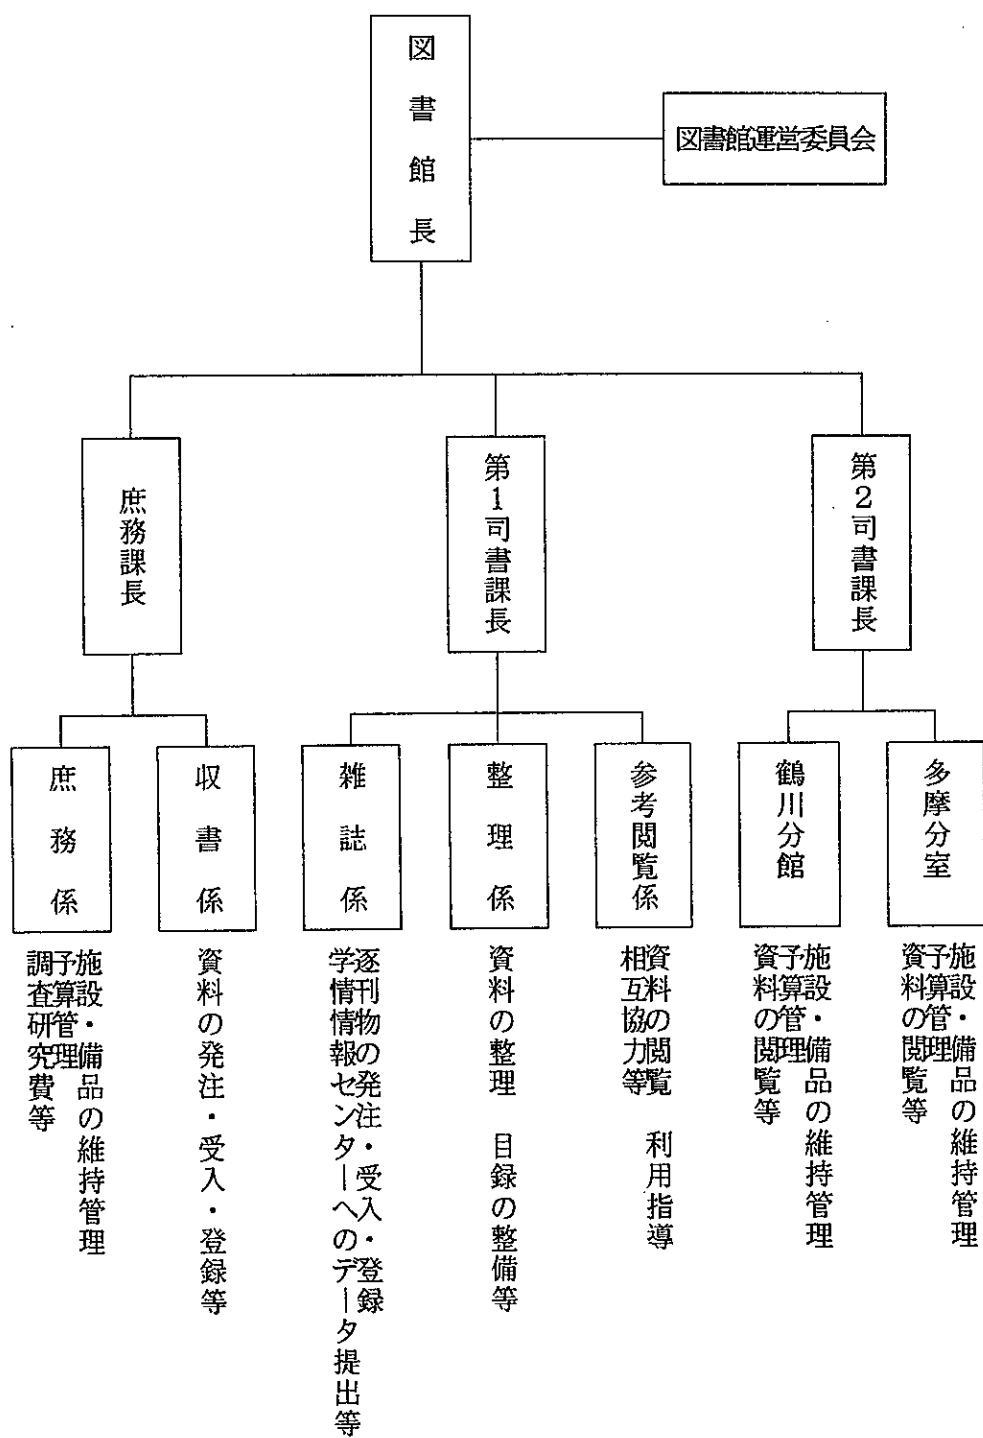 図書館長
図書館運営委員会
庶務課長
第1司書課長
第2司書課長
庶務係
収書係
雑誌係
整理係
参考閲覧係
鶴川分館
多摩分室
施設・備品の維持管理
予算管理
調査研究費等
資料の発注・受入・登録等
逐刊物の発注・受入・登録
学情情報センターへのデータ提出等
資料の整理 目録の整備等
資料の閲覧 利用指導
相互協力等
施設・備品の維持管理
予算管理
資料の閲覧等
施設・備品の維持管理
予算管理
資料の閲覧等